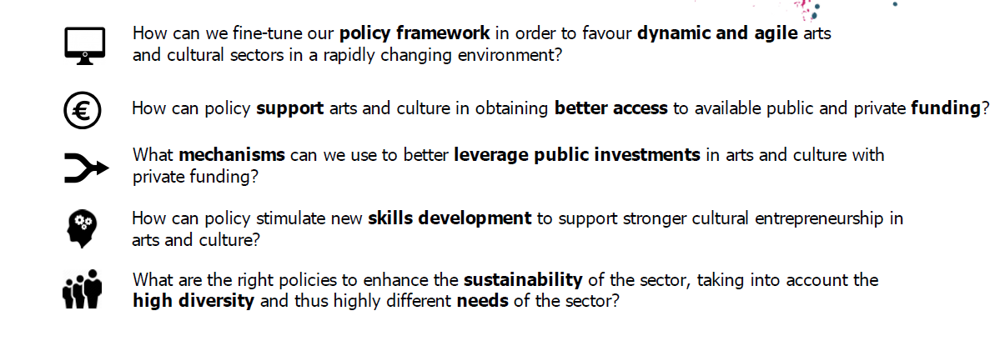 How can we fine-tune our policy framework in order to favour dynamic and agile arts
and cultural sectors in a rapidly changing environment?
How can policy support arts and culture in obtaining better access to available public and private funding?
What mechanisms can we use to better leverage public investments in arts and culture with
private funding?
How can policy stimulate new skills development to support stronger cultural entrepreneurship in
arts and culture?
What are the right policies to enhance the sustainability of the sector, taking into account the
high diversity and thus highly different needs of the sector?